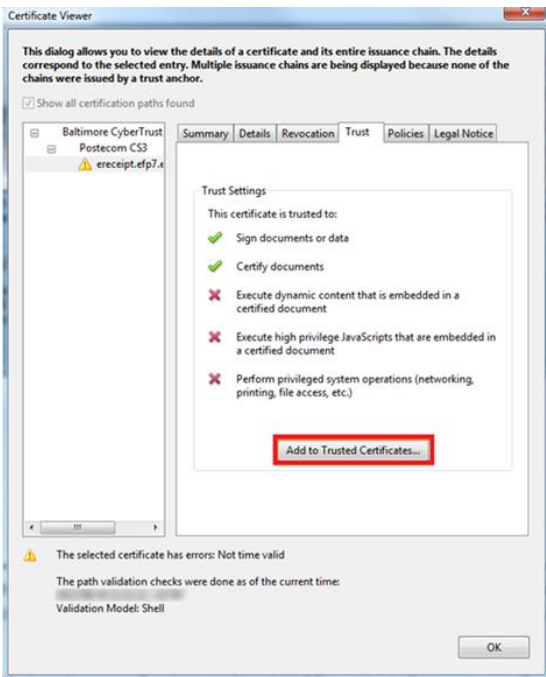 Certificate Viewer
This dialog allows you to view the details of a certificate and its entire issuance chain. The details
correspond to the selected entry. Multiple issuance chains are being displayed because none of the
chains were issued by a trust anchor.
Show all certification paths found
Baltimore CyberTrust
Postecom CS3
ereceipt.efp7.e
Summary Details Revocation Trust Policies Legal Notice
Trust Settings
This certificate is trusted to:
Sign documents or data
Certify documents
Execute dynamic content that is embedded in a
certified document
Execute high privilege JavaScripts that are embedded in
a certified document
Perform privileged system operations (networking,
printing, file access, etc.)
Add to Trusted Certificates...
The selected certificate has errors: Not time valid
The path validation checks were done as of the current time:
Validation Model: Shell
OK